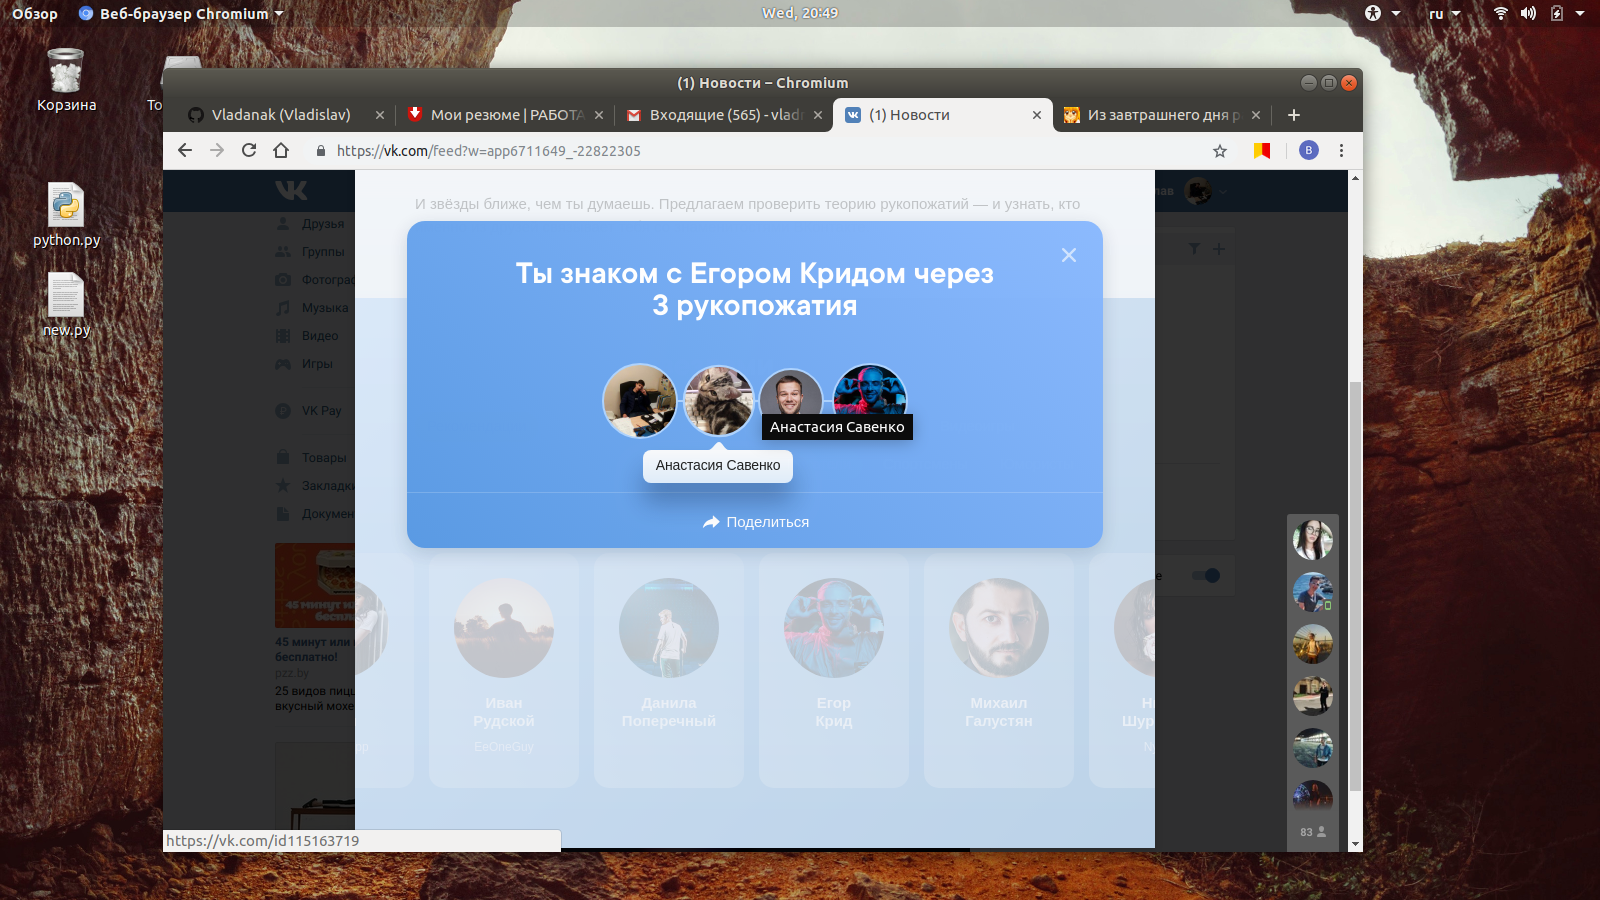 Обзор
Веб-браузер Chromium
Wed, 20:49
ru
Корзина
To
python.py
new.py
(1) Новости – Chromium
Vladanak (Vladislav)
Мои резюме | РАБОТА
Входящие (565) - vladr
(1) Новости
Из завтрашнего дня р
https://vk.com/feed?w=app6711649_-22822305
B
И звёзды ближе, чем ты думаешь. Предлагаем проверить теорию рукопожатий — и узнать, кто
Друзья
Группы
Фотограф
Музыка
Видео
Игры
VK Pay
Товары
Закладки
Документ
Ты знаком с Егором Кридом через
3 рукопожатия
Анастасия Савенко
Анастасия Савенко
Поделиться
45 минут или
бесплатно!
pzz.by
25 видов пицц
вкусный може
Иван
Рудской
EeOneGuy
Данила
Поперечный
Егор
Крид
Михаил
Галустян
Шур
83
https://vk.com/id115163719